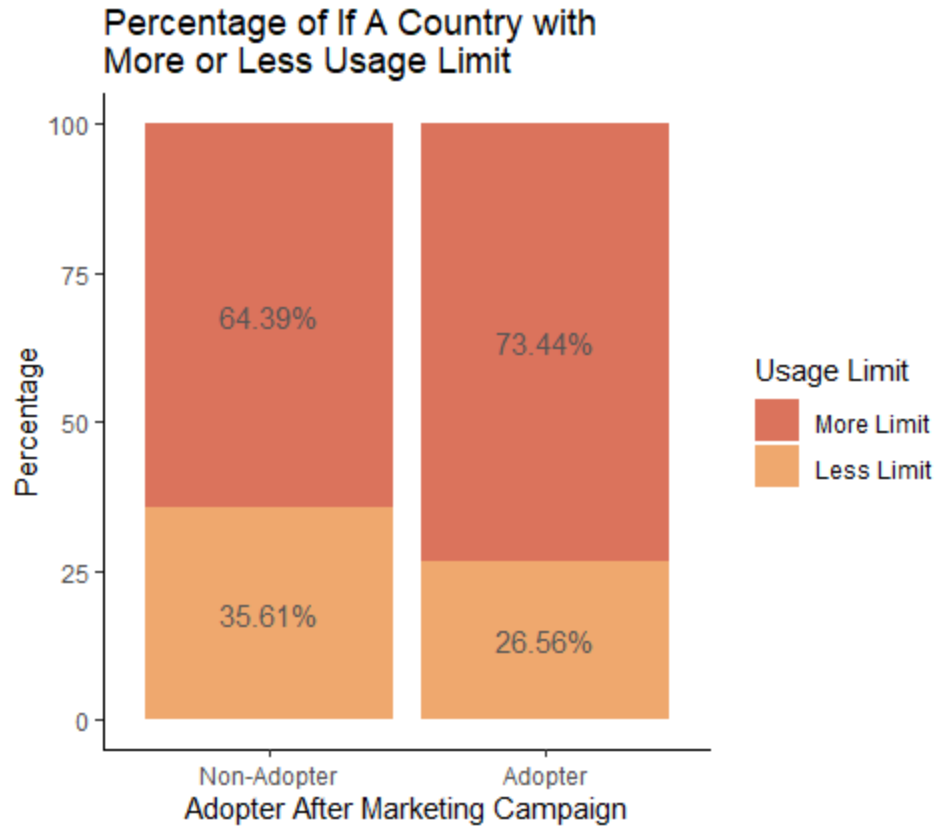 Percentage of If A Country with
More or Less Usage Limit
Percentage
100
75
50
25
0
64.39%
73.44%
35.61%
26.56%
Non-Adopter
Adopter
Adopter After Marketing Campaign
Usage Limit
More Limit
Less Limit